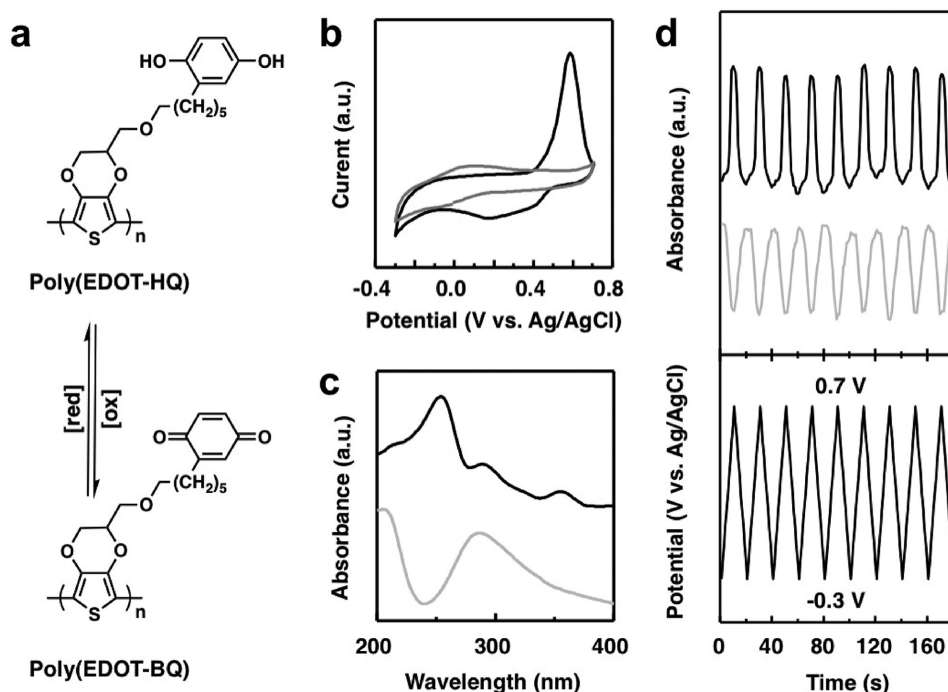 a
HO
OH
(CH₂)₅
O
O
O
S
n
Poly(EDOT-HQ)
[red]
[ox]
O
O
(CH₂)₅
O
O
O
S
n
Poly(EDOT-BQ)
b
Curent (a.u.)
-0.4 0.0 0.4 0.8
Potential (V vs. Ag/AgCl)
c
Absorbance (a.u.)
200 300 400
Wavelength (nm)
d
Absorbance (a.u.)
Potential (V vs. Ag/AgCl)
0.7 V
-0.3 V
0 40 80 120 160
Time (s)